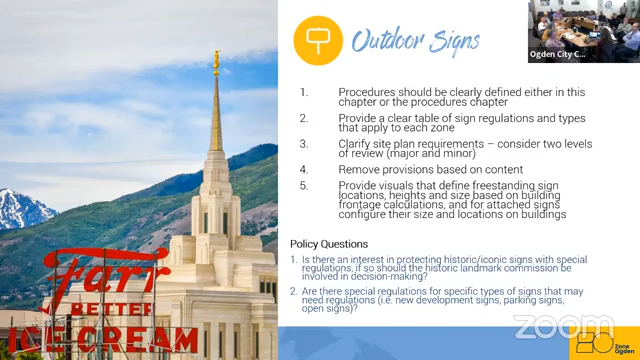 Outdoor Signs
Ogden City C...
1. Procedures should be clearly defined either in this
chapter or the procedures chapter
2. Provide a clear table of sign regulations and types
that apply to each zone
3. Clarify site plan requirements – consider two levels
of review (major and minor)
4. Remove provisions based on content
5. Provide visuals that define freestanding sign
locations, heights and size based on building
frontage calculations, and for attached signs
configure their size and locations on buildings
Policy Questions
1. Is there an interest in protecting historic/iconic signs with special
regulations, if so should the historic landmark commission be
involved in decision-making?
2. Are there special regulations for specific types of signs that may
need regulations (i.e. new development signs, parking signs,
open signs)?
Farr
BETTER
ICE CREAM
zoom
Zone
Ogden